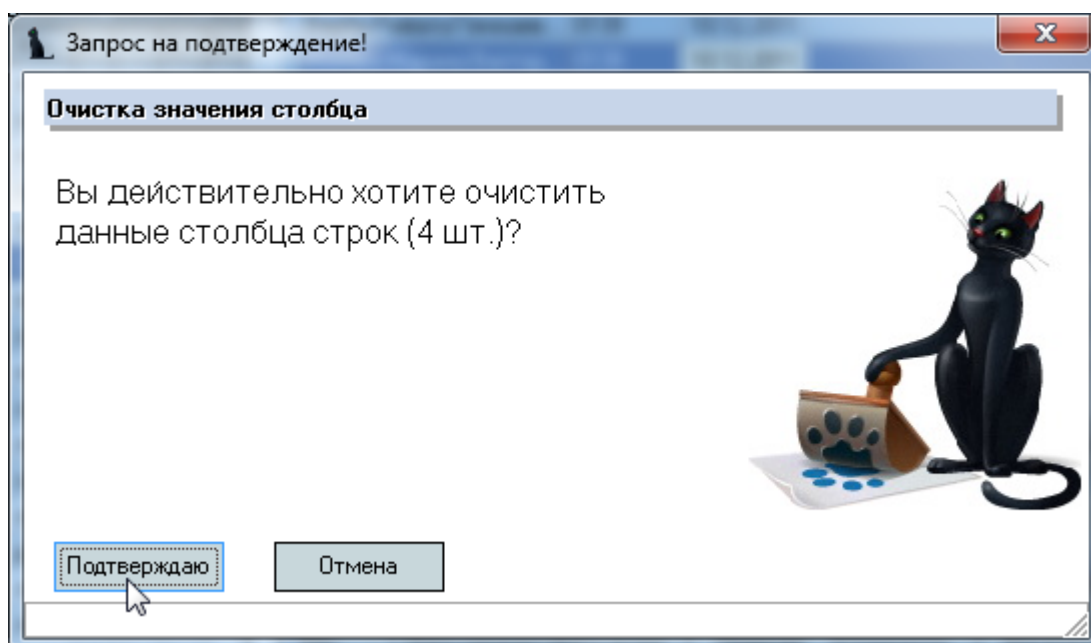 Запрос на подтверждение!
Очистка значения столбца
Вы действительно хотите очистить
данные столбца строк (4 шт.)?
Подтверждаю
Отмена